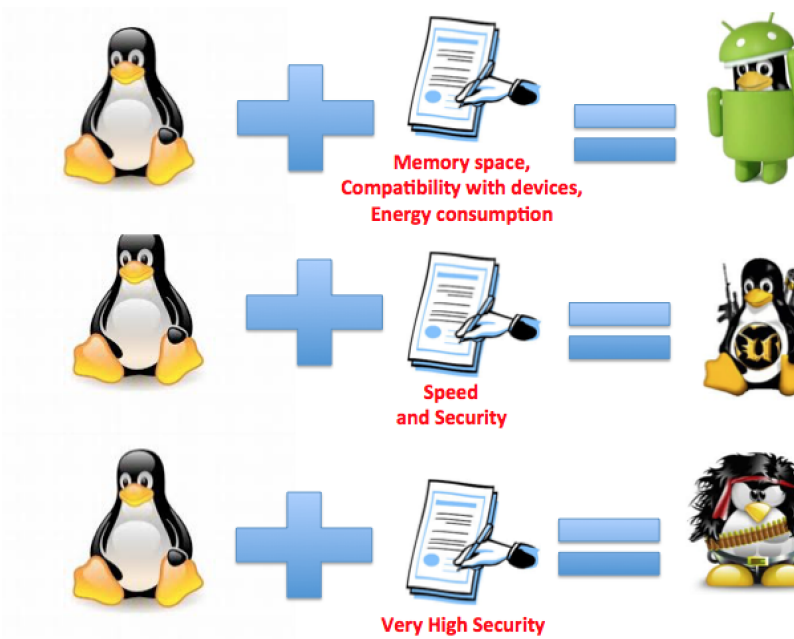 Memory space,
Compatibility with devices,
Energy consumption
Speed
and Security
Very High Security